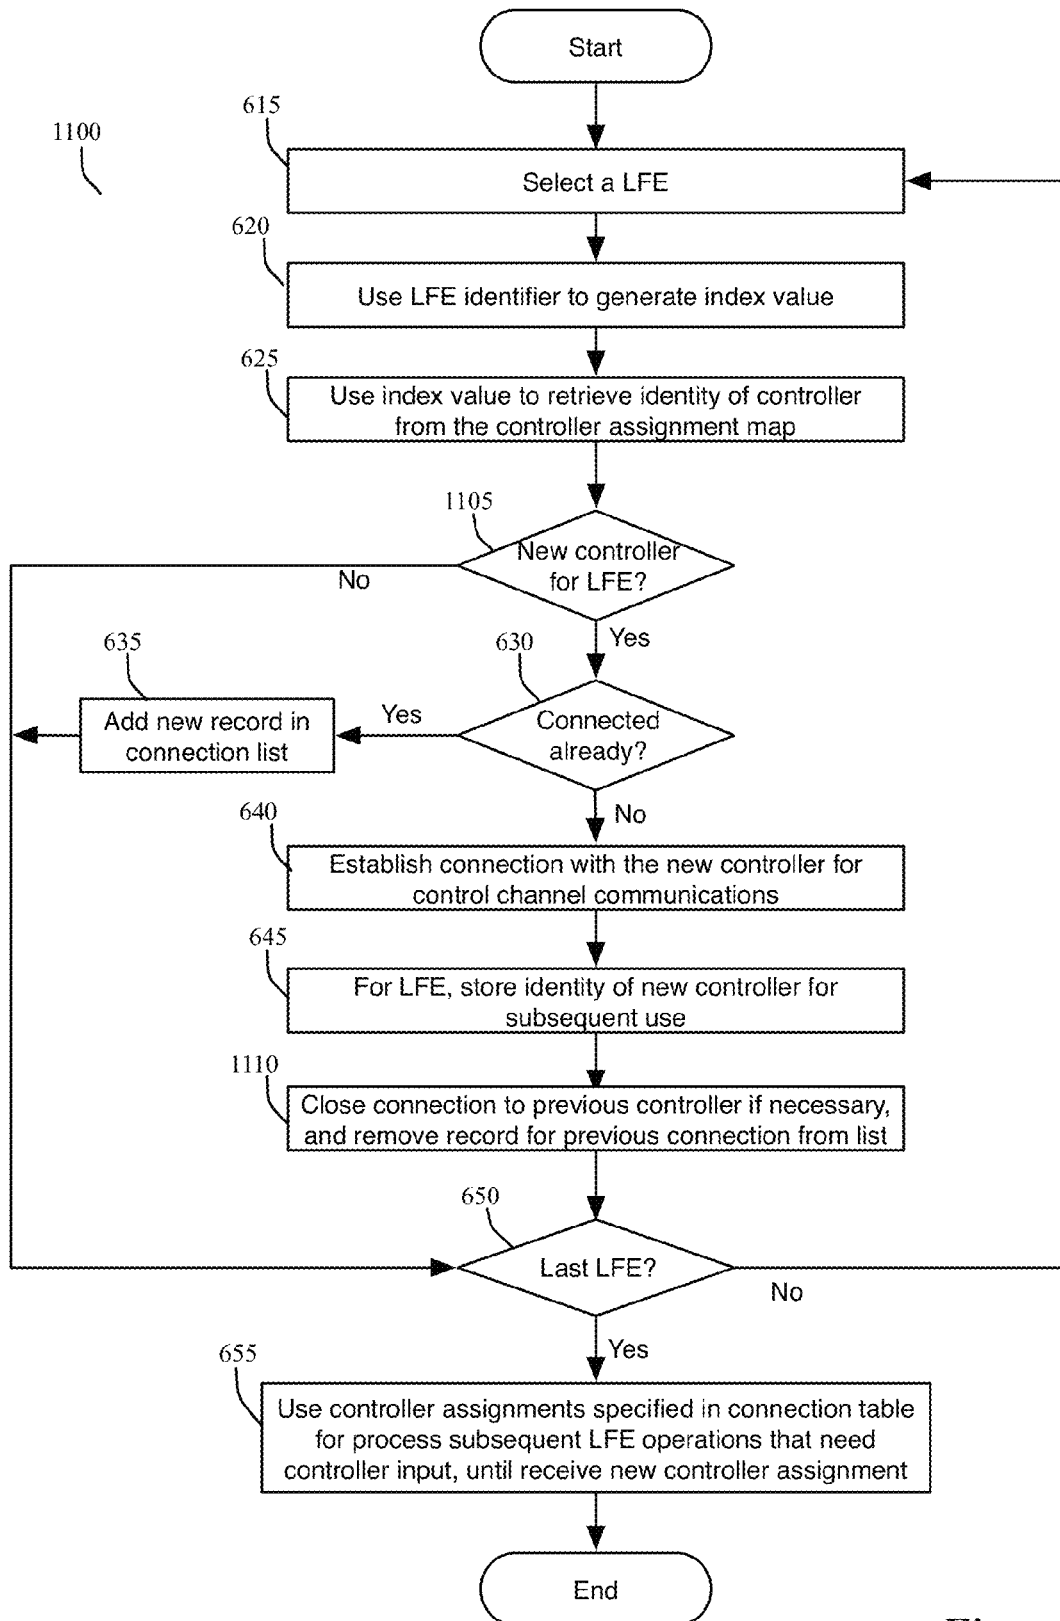 Start
615
1100
Select a LFE
620
Use LFE identifier to generate index value
625
Use index value to retrieve identity of controller
from the controller assignment map
1105
New controller
for LFE?
No
Yes
635
630
Add new record in
connection list
Yes
Connected
already?
No
640
Establish connection with the new controller for
control channel communications
645
For LFE, store identity of new controller for
subsequent use
1110
Close connection to previous controller if necessary,
and remove record for previous connection from list
650
Last LFE?
No
Yes
655
Use controller assignments specified in connection table
for process subsequent LFE operations that need
controller input, until receive new controller assignment
End